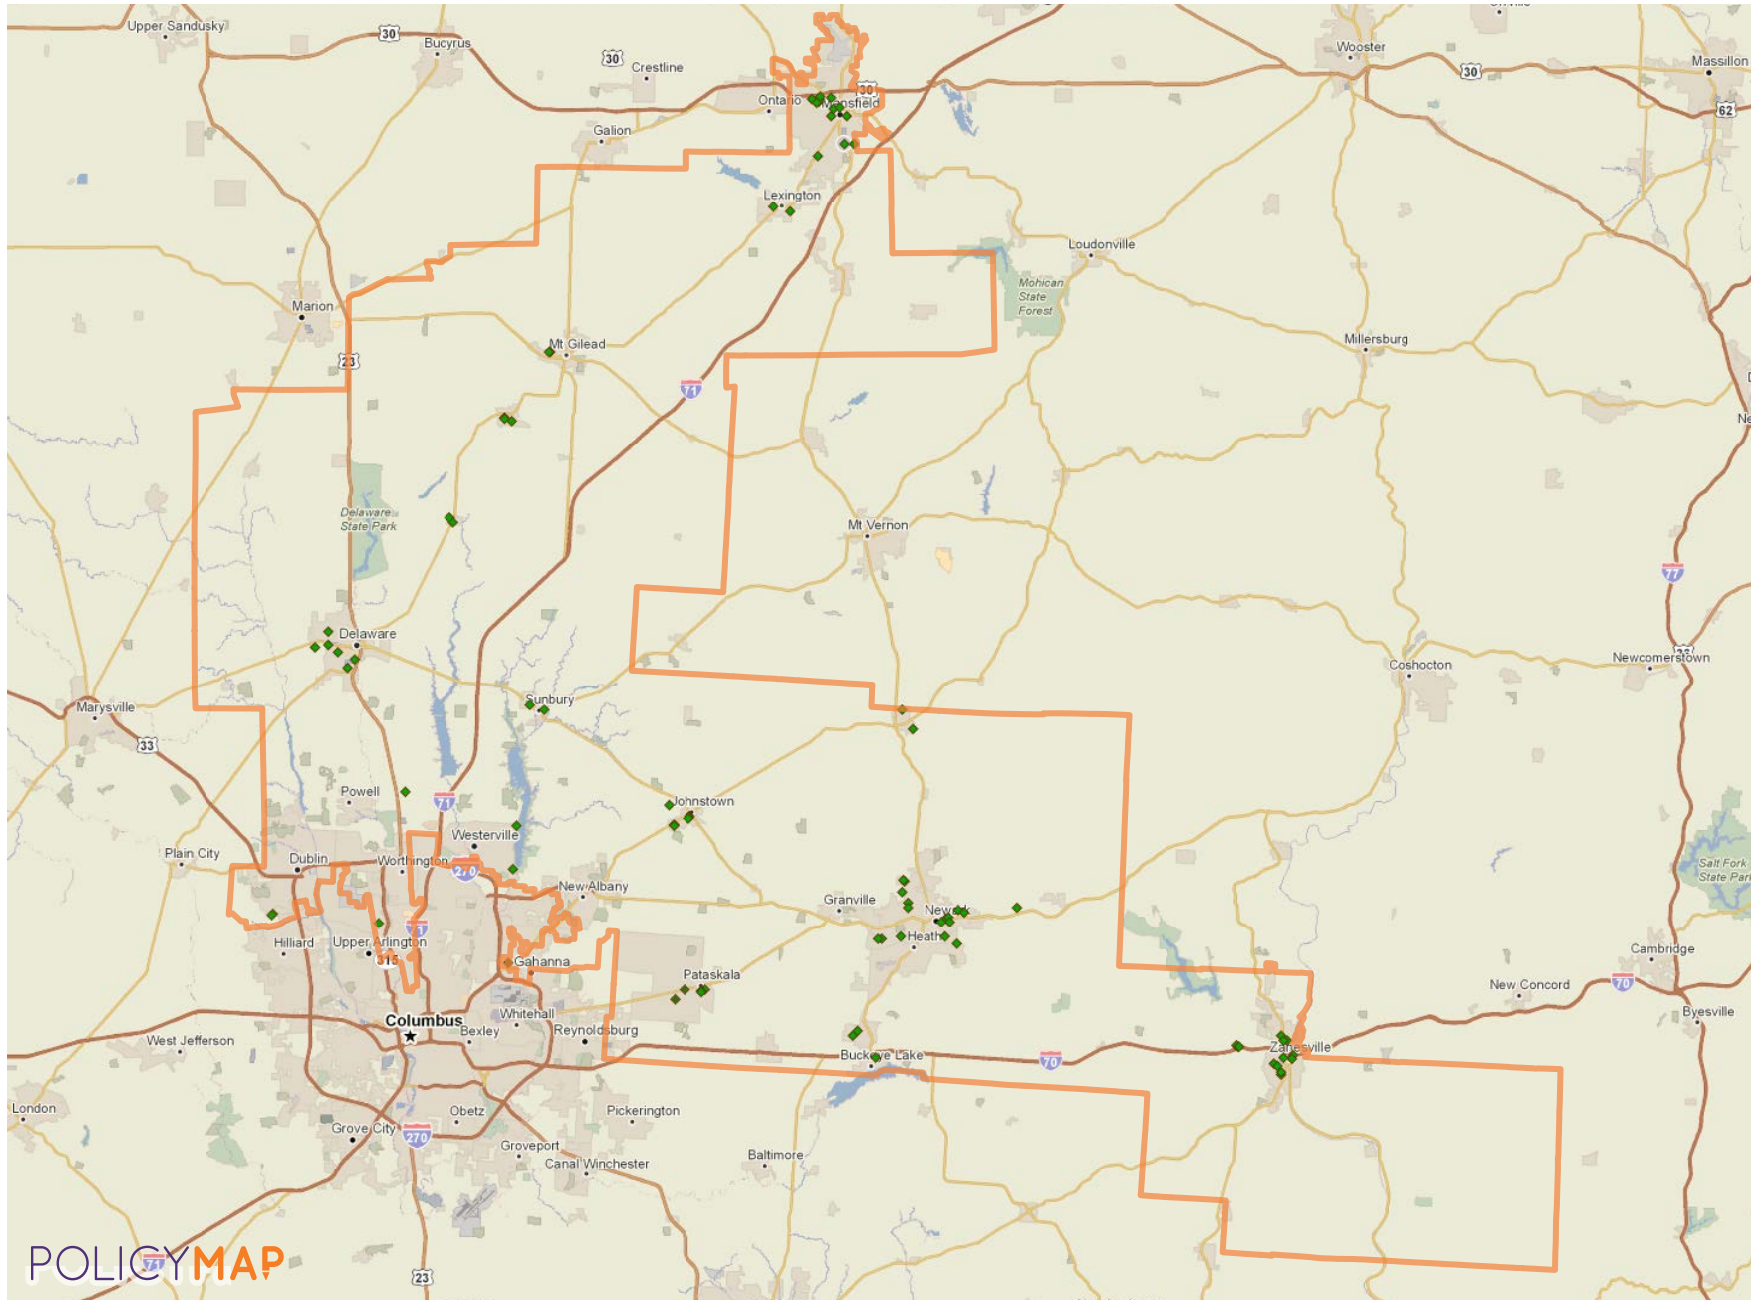 Upper Sandusky
30
Bucyrus
30
Crestline
Wooster
30
Massillon
62
Ontario
30
Mansfield
Galion
Lexington
Loudonville
Mohican
State
Forest
Marion
23
Mt Gilead
Millersburg
71
Delaware
State Park
Mt Vernon
77
Delaware
Coshocton
Newcomerstown
Marysville
33
Sunbury
Powell
71
Johnstown
Westerville
Plain City
Dublin
Worthington
270
New Albany
Granville
Newark
Salt Fork
State Park
Hilliard
Upper Arlington
315
71
Heath
Gahanna
Pataskala
Cambridge
New Concord
70
Byesville
Columbus
Whitehall
Bexley
Reynoldsburg
West Jefferson
Buckeye Lake
70
Zanesville
London
Obetz
Pickerington
Grove City
270
Groveport
Canal Winchester
Baltimore
POLICYMAP
71
23